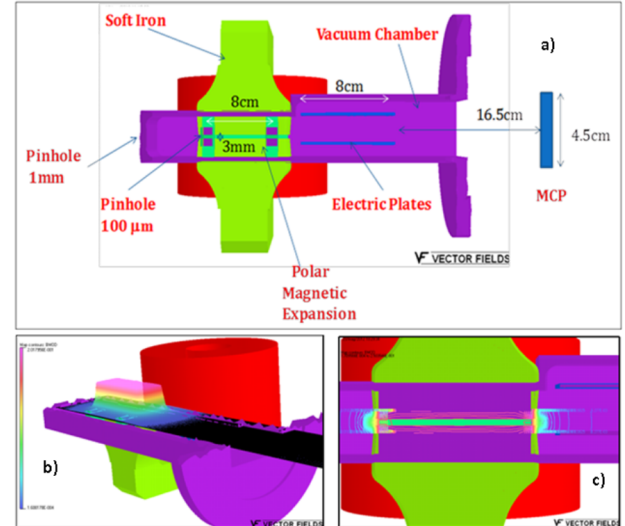 Soft Iron
Vacuum Chamber
a)
8cm
8cm
16.5cm
4.5cm
3mm
Pinhole
1mm
Pinhole
100 µm
Electric Plates
MCP
Polar
Magnetic
Expansion
VF VECTOR FIELDS
b)
VF VECTOR FIELDS
c)
VF VECTOR FIELDS